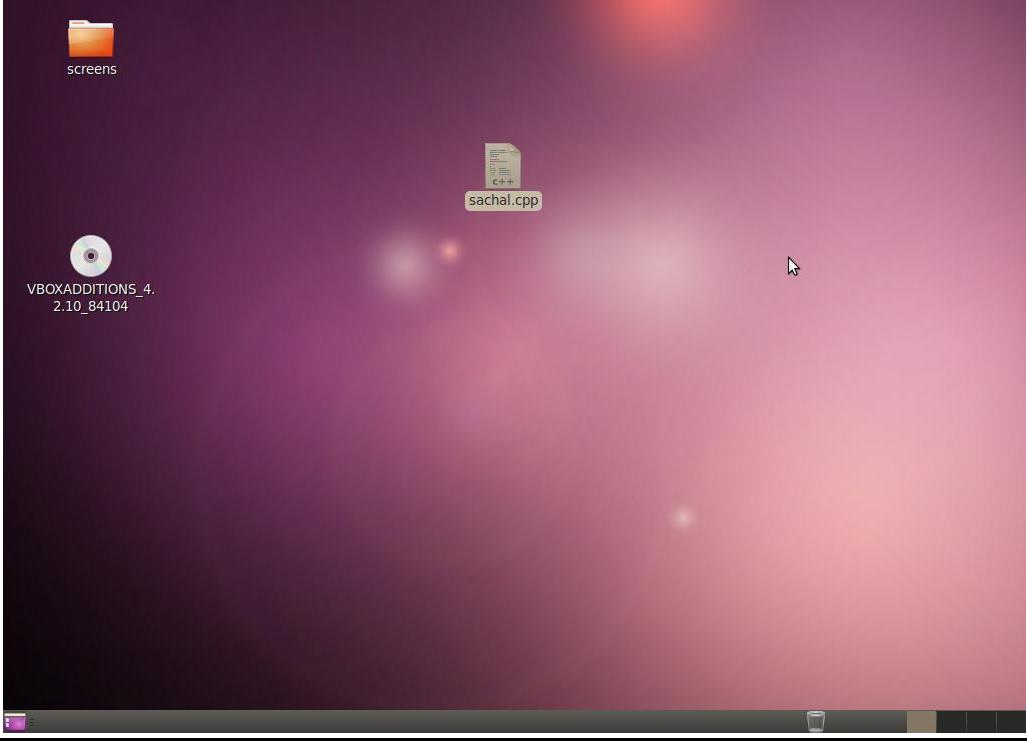 screens
c++
sachal.cpp
VBOXADDITIONS_4.
2.10_84104